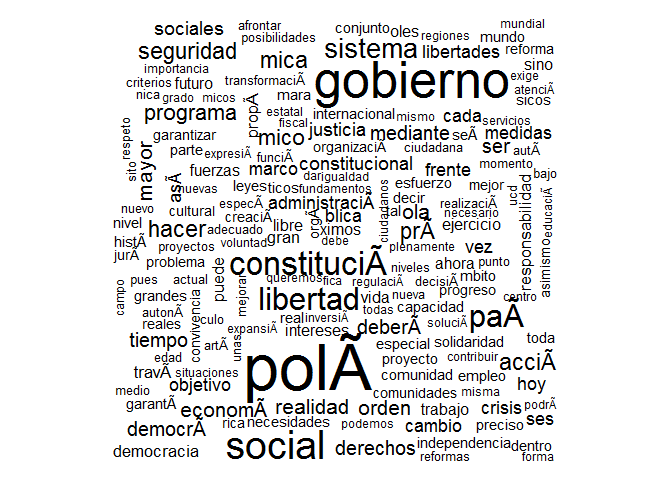 sociales afrontar conjunto oles mundial
posibilidades regiones mundo reforma
seguridad mica sistema libertades sino
importancia gobierno exige
criterios futuro transformaciÃ atenciÃ
nica grado micos mara sicos
programa propÃ estatal internacional mismo cada servicios
respeto garantizar mico fiscal justicia mediante seÃ medidas
sito parte expresiÃ organizaciÃ ciudadana ser autÃ
mayor fuerzas funciÃ marco constitucional frente momento
asÃ nuevas leyes ticos darigualdad fundamentos esfuerzo mejor bajo
nuevo cultural especÃ administraciÃ ciudadanos decir realizaciÃ ucd
nivel hacer creaciÃ libre orgÃ blica tal ola necesario responsabilidad educaciÃ
histÃ adecuado gran ximos prÃ ejercicio
jurÃ proyectos voluntad debe plenamente vez asimismo
problema constituciÃ niveles ahora punto
campo pues actual puede queremos fica regulaciÃ decisiÃ mbito centro
grandes mejorar libertad vida nueva progreso
autonÃ convivencia culo real inversiÃ todas capacidad paÃ
reales unas expansiÃ intereses deberÃ soluciÃ
tiempo artÃ especial solidaridad toda
edad polÃ proyecto contribuir acciÃ
travÃ situaciones comunidad empleo hoy
medio objetivo comunidades misma
garantÃ economÃ realidad orden trabajo crisis podrÃ
democrÃ rica necesidades podemos cambio preciso ses
democracia social derechos independencia dentro
reformas forma